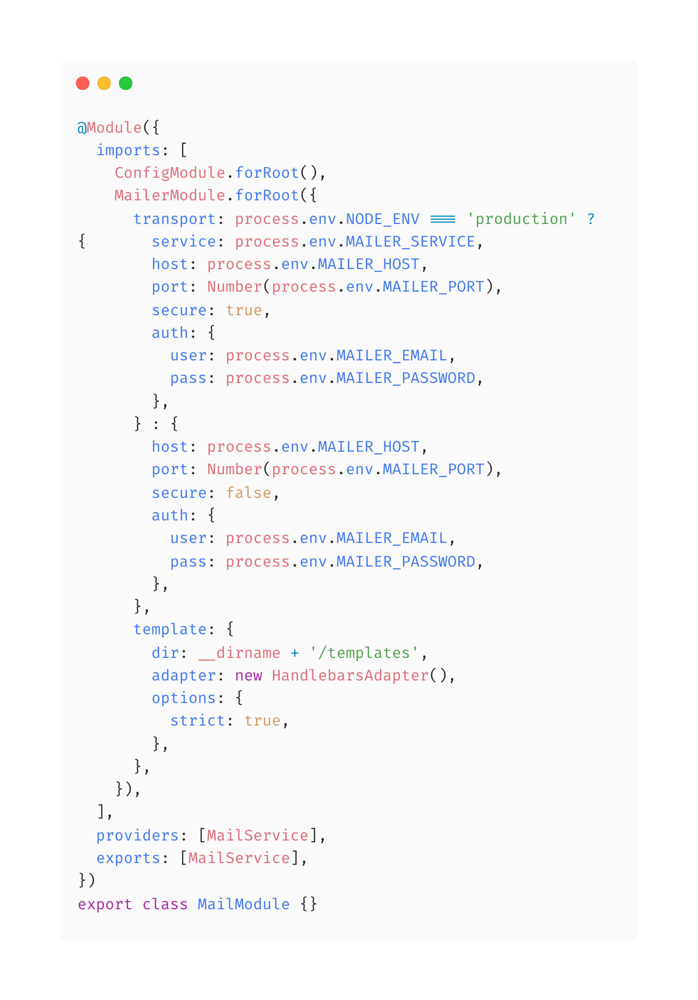 @Module({
  imports: [
    ConfigModule.forRoot(),
    MailerModule.forRoot({
      transport: process.env.NODE_ENV === 'production' ?
{       service: process.env.MAILER_SERVICE,
        host: process.env.MAILER_HOST,
        port: Number(process.env.MAILER_PORT),
        secure: true,
        auth: {
          user: process.env.MAILER_EMAIL,
          pass: process.env.MAILER_PASSWORD,
        },
      } : {
        host: process.env.MAILER_HOST,
        port: Number(process.env.MAILER_PORT),
        secure: false,
        auth: {
          user: process.env.MAILER_EMAIL,
          pass: process.env.MAILER_PASSWORD,
        },
      },
      template: {
        dir: __dirname + '/templates',
        adapter: new HandlebarsAdapter(),
        options: {
          strict: true,
        },
      },
    }),
  ],
  providers: [MailService],
  exports: [MailService],
})
export class MailModule {}